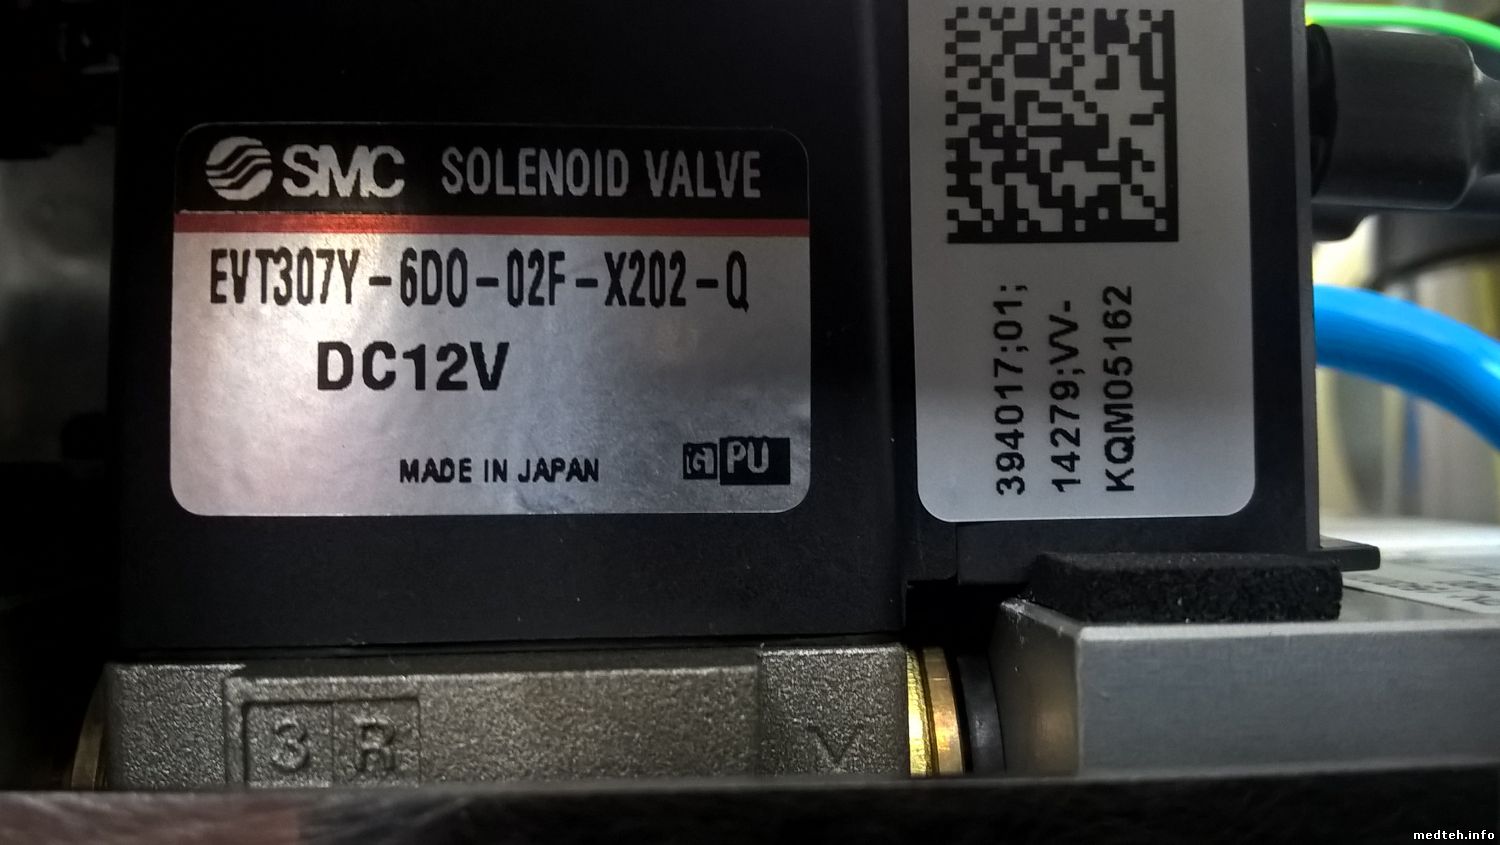 SMC SOLENOID VALVE
EVT307Y-6D0-02F-X202-Q
DC12V
MADE IN JAPAN
PU
394017;01;
14279;VV-
KQM05162
3 R
medteh.info